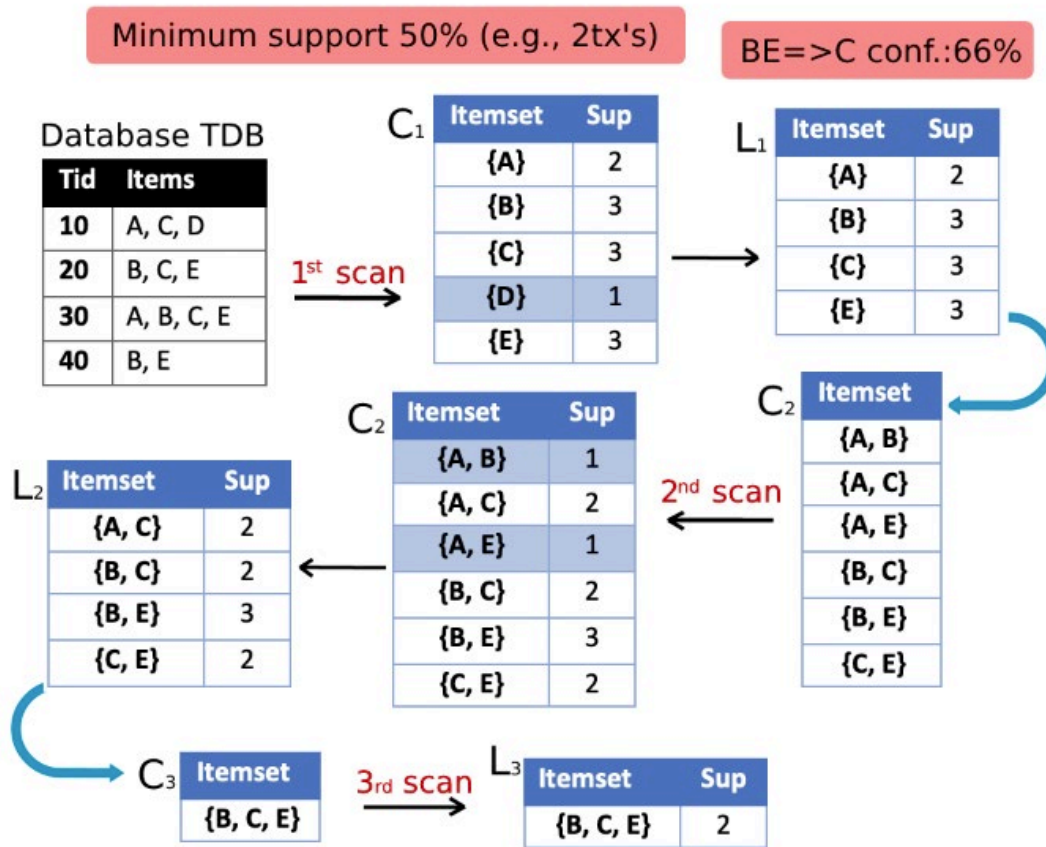 Minimum support 50% (e.g., 2tx's)
BE=>C conf.:66%
Database TDB
Tid Items
10 A, C, D
20 B, C, E
30 A, B, C, E
40 B, E
1st scan
C1
Itemset Sup
{A} 2
{B} 3
{C} 3
{D} 1
{E} 3
L1
Itemset Sup
{A} 2
{B} 3
{C} 3
{E} 3
C2
Itemset
{A, B}
{A, C}
{A, E}
{B, C}
{B, E}
{C, E}
2nd scan
C2
Itemset Sup
{A, B} 1
{A, C} 2
{A, E} 1
{B, C} 2
{B, E} 3
{C, E} 2
L2
Itemset Sup
{A, C} 2
{B, C} 2
{B, E} 3
{C, E} 2
C3
Itemset
{B, C, E}
3rd scan
L3
Itemset Sup
{B, C, E} 2